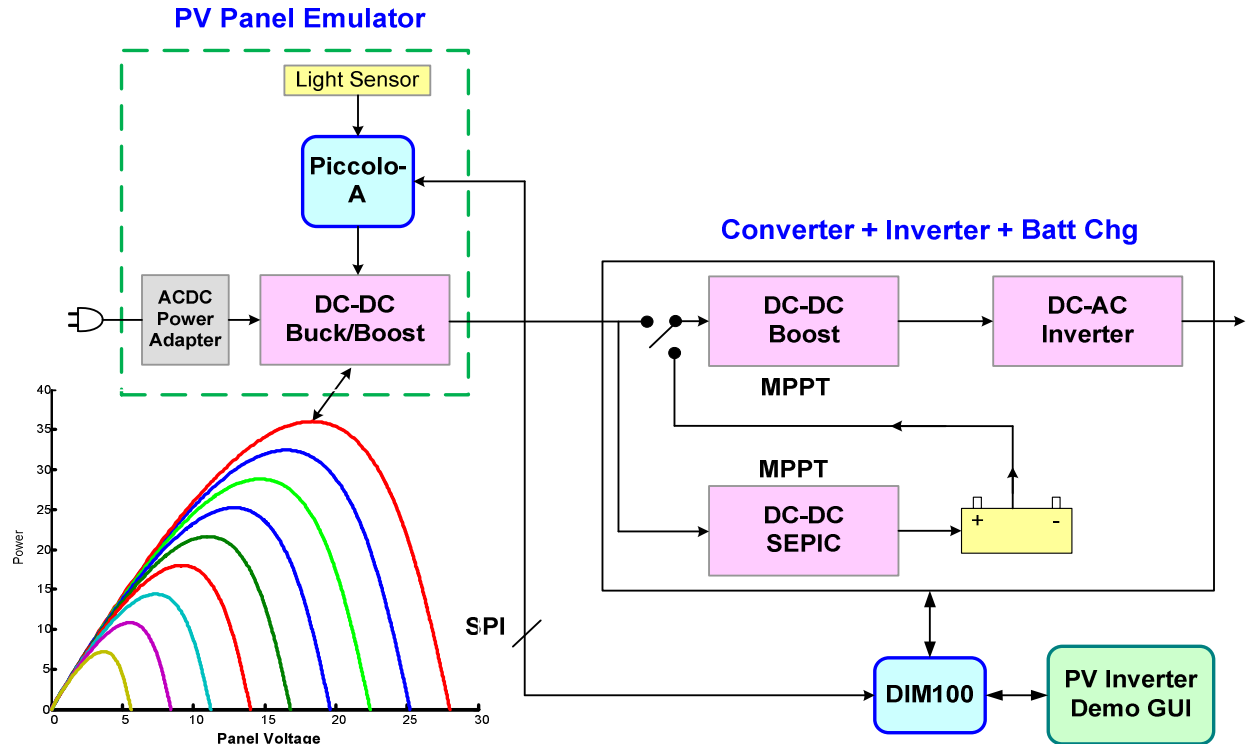 PV Panel Emulator
Light Sensor
Piccolo-
A
ACDC
Power
Adapter
DC-DC
Buck/Boost
Converter + Inverter + Batt Chg
DC-DC
Boost
DC-AC
Inverter
MPPT
MPPT
DC-DC
SEPIC
+ -
40
35
30
25
20
15
10
5
0
Power
0 5 10 15 20 25 30
Panel Voltage
SPI
DIM100
PV Inverter
Demo GUI